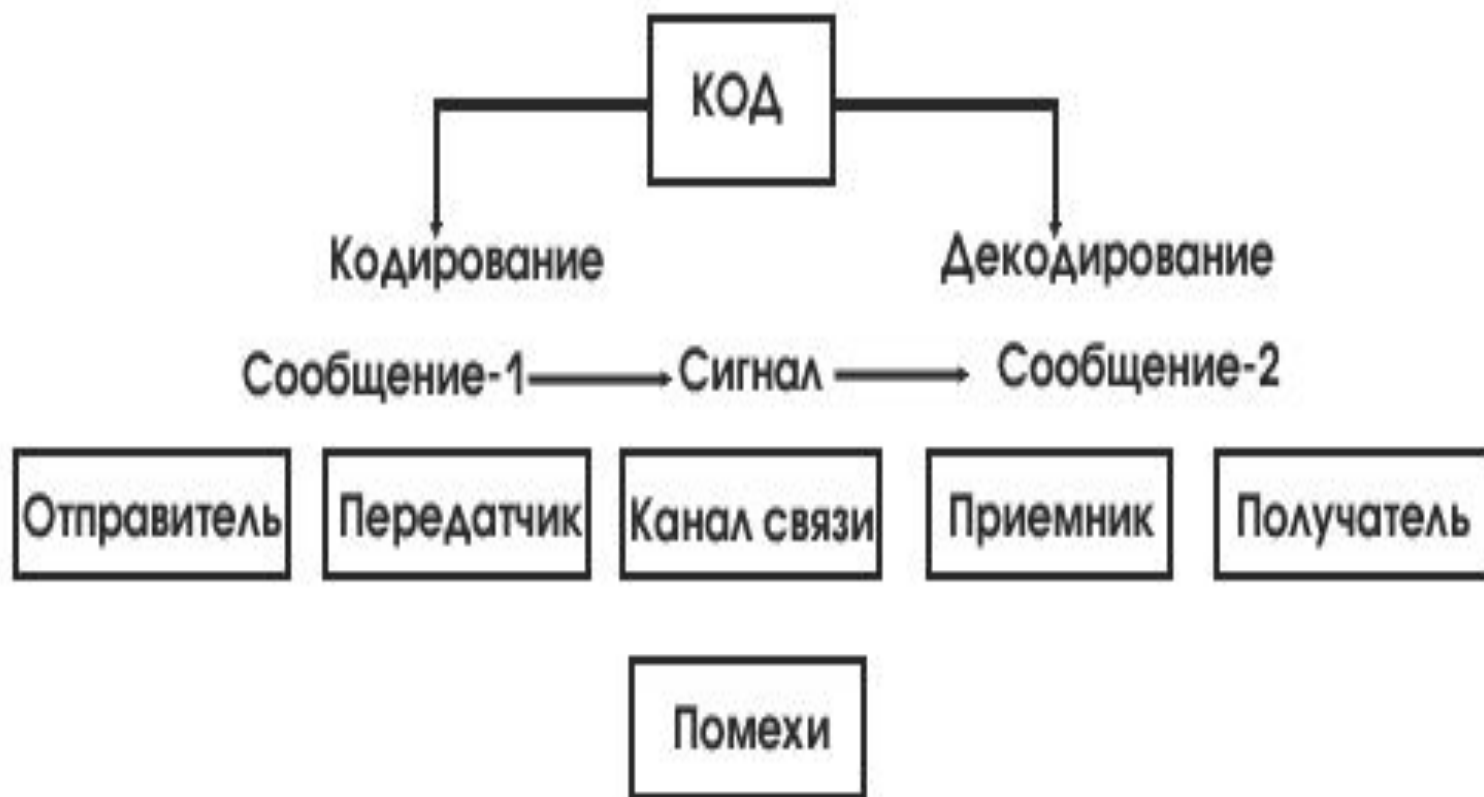 КОД
Кодирование
Декодирование
Сообщение-1
Сигнал
Сообщение-2
Отправитель
Передатчик
Канал связи
Приемник
Получатель
Помехи